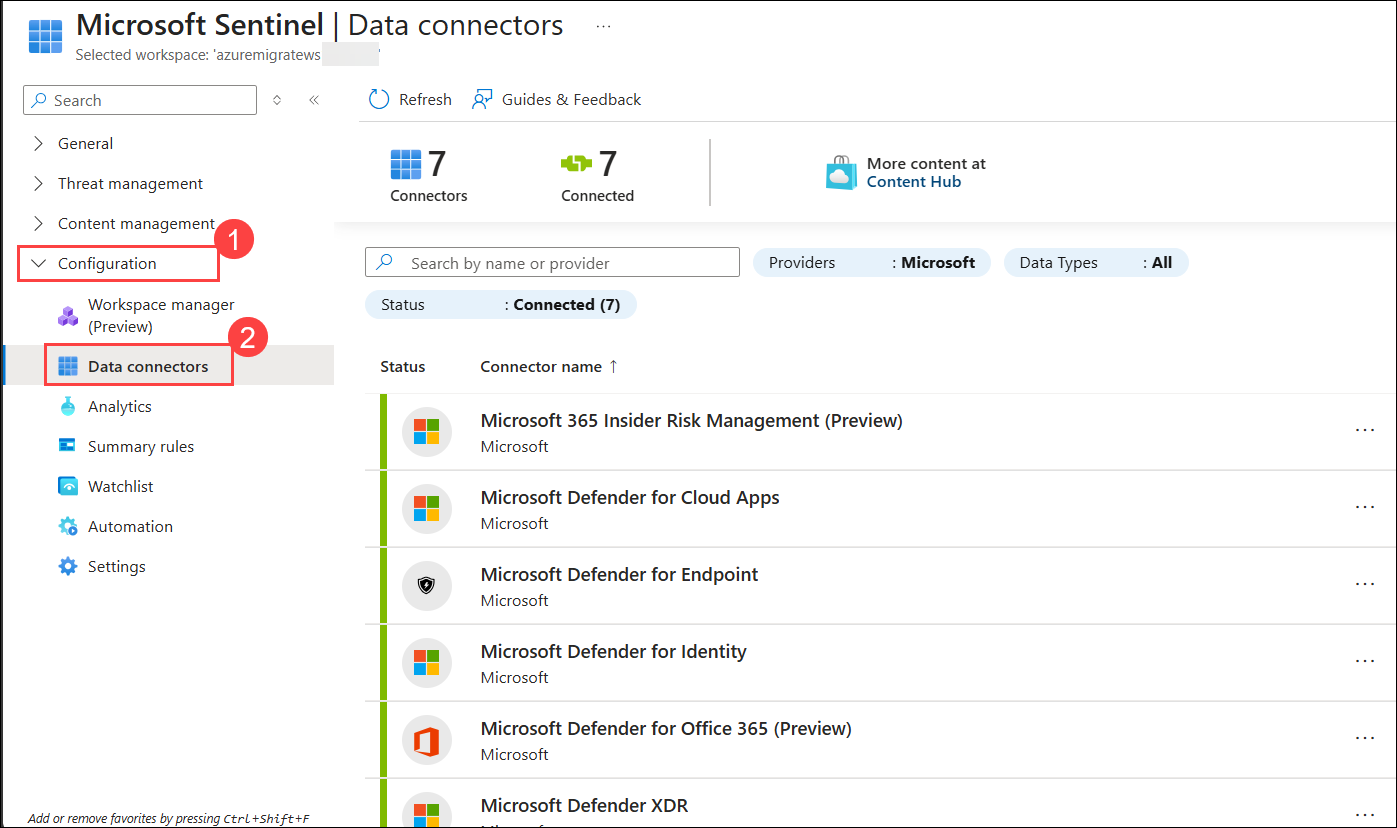 Microsoft Sentinel | Data connectors ...
Selected workspace: 'azuremigratews '
Search
Refresh
Guides & Feedback
General
Threat management
Content management
1
Configuration
Workspace manager
(Preview)
2
Data connectors
Analytics
Summary rules
Watchlist
Automation
Settings
Add or remove favorites by pressing Ctrl+Shift+F
7
Connectors
7
Connected
More content at
Content Hub
Search by name or provider
Providers : Microsoft
Data Types : All
Status : Connected (7)
Status Connector name ↑
Microsoft 365 Insider Risk Management (Preview)
Microsoft
Microsoft Defender for Cloud Apps
Microsoft
Microsoft Defender for Endpoint
Microsoft
Microsoft Defender for Identity
Microsoft
Microsoft Defender for Office 365 (Preview)
Microsoft
Microsoft Defender XDR